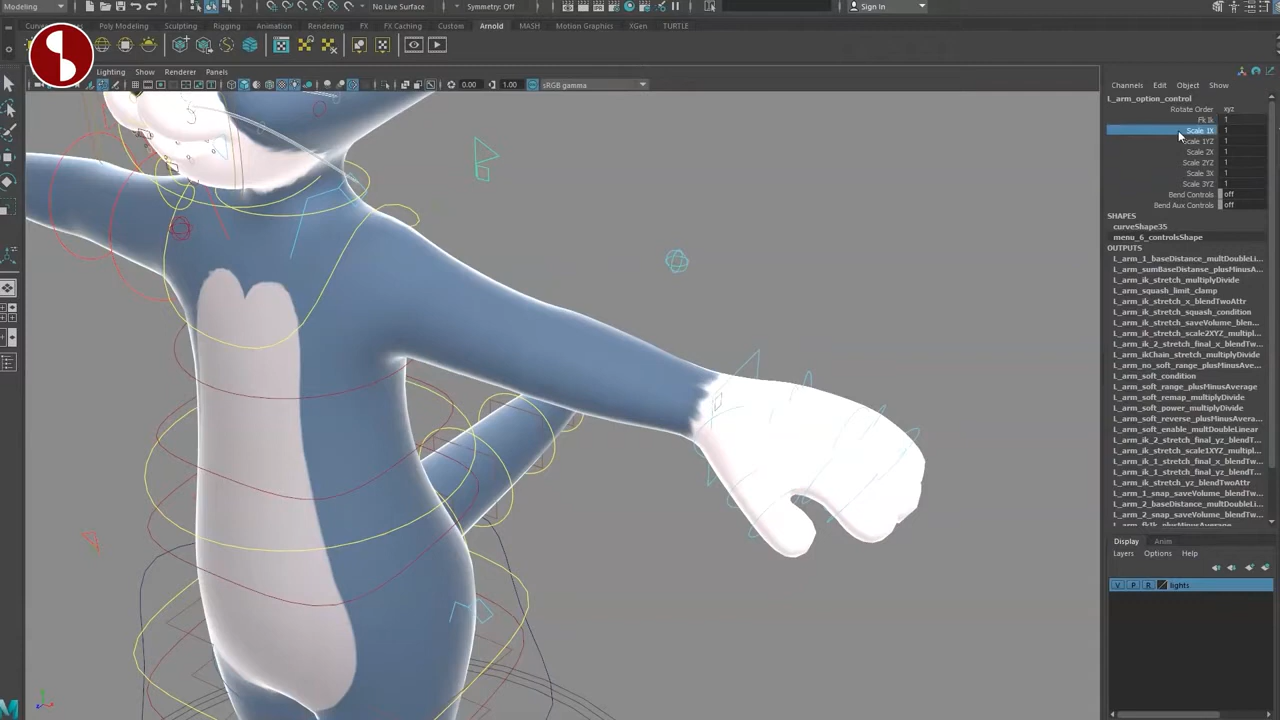 Modeling
No Live Surface
Symmetry: Off
Sign In
Poly Modeling
Sculpting
Rigging
Animation
Rendering
FX
FX Caching
Custom
Arnold
MASH
Motion Graphics
XGen
TURTLE
Lighting
Show
Renderer
Panels
0.00
1.00
sRGB gamma
Channels
Edit
Object
Show
L_arm_option_control
Rotate Order xyz
Fk Ik 1
Scale 1X 1
Scale 1YZ 1
Scale 2X 1
Scale 2YZ 1
Scale 3X 1
Scale 3YZ 1
Bend Controls off
Bend Aux Controls off
SHAPES
curveShape35
menu_6_controlsShape
OUTPUTS
L_arm_1_baseDistance_multDoubleLi...
L_arm_sumBaseDistanse_plusMinusA...
L_arm_ik_stretch_multiplyDivide
L_arm_squash_limit_clamp
L_arm_ik_stretch_x_blendTwoAttr
L_arm_ik_stretch_squash_condition
L_arm_ik_stretch_saveVolume_blen...
L_arm_ik_stretch_scale2XYZ_multipl...
L_arm_ik_2_stretch_final_x_blendTw...
L_arm_ikChain_stretch_multiplyDivide
L_arm_no_soft_range_plusMinusAve...
L_arm_soft_condition
L_arm_soft_range_plusMinusAverage
L_arm_soft_remap_multiplyDivide
L_arm_soft_power_multiplyDivide
L_arm_soft_reverse_plusMinusAvera...
L_arm_soft_enable_multDoubleLinear
L_arm_ik_2_stretch_final_yz_blendT...
L_arm_ik_stretch_scale1XYZ_multipl...
L_arm_ik_1_stretch_final_x_blendTw...
L_arm_ik_1_stretch_final_yz_blendT...
L_arm_ik_stretch_yz_blendTwoAttr
L_arm_1_snap_saveVolume_blendTw...
L_arm_2_baseDistance_multDoubleLi...
L_arm_2_snap_saveVolume_blendTw...
L_arm_fkIk_plusMinusAverage
Display
Anim
Layers
Options
Help
V P R lights